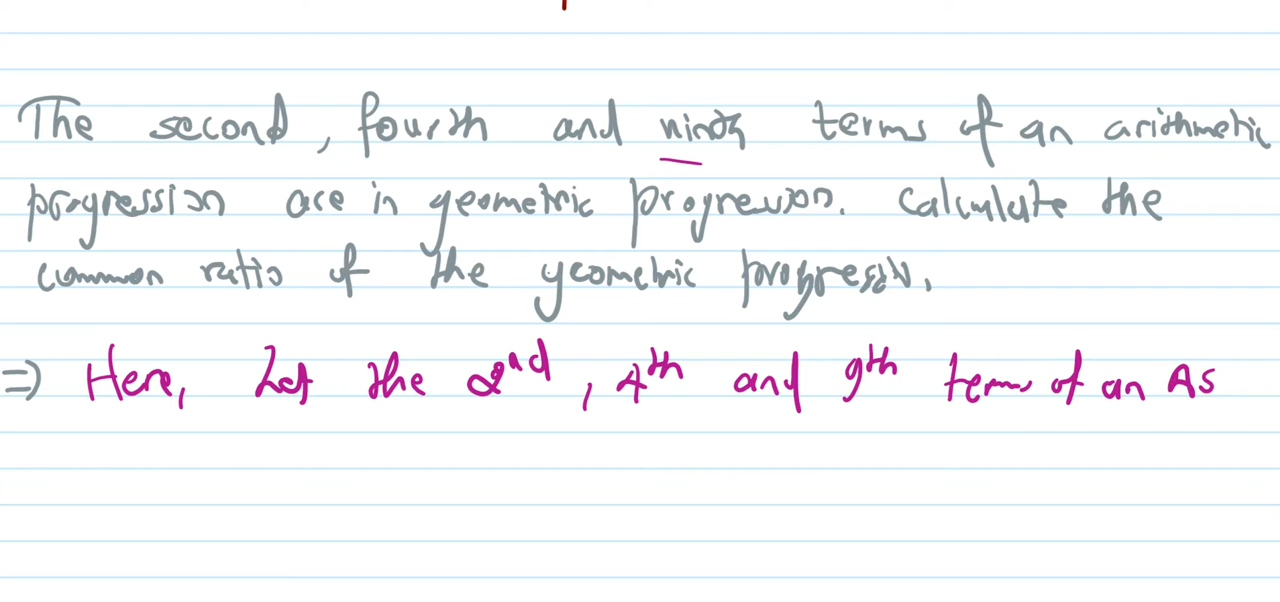 The second, fourth and ninth terms of an arithmetic
progression are in geometric progression. Calculate the
common ratio of the geometric progression.
⇒ Here, Let the 2nd, 4th and 9th terms of an AS